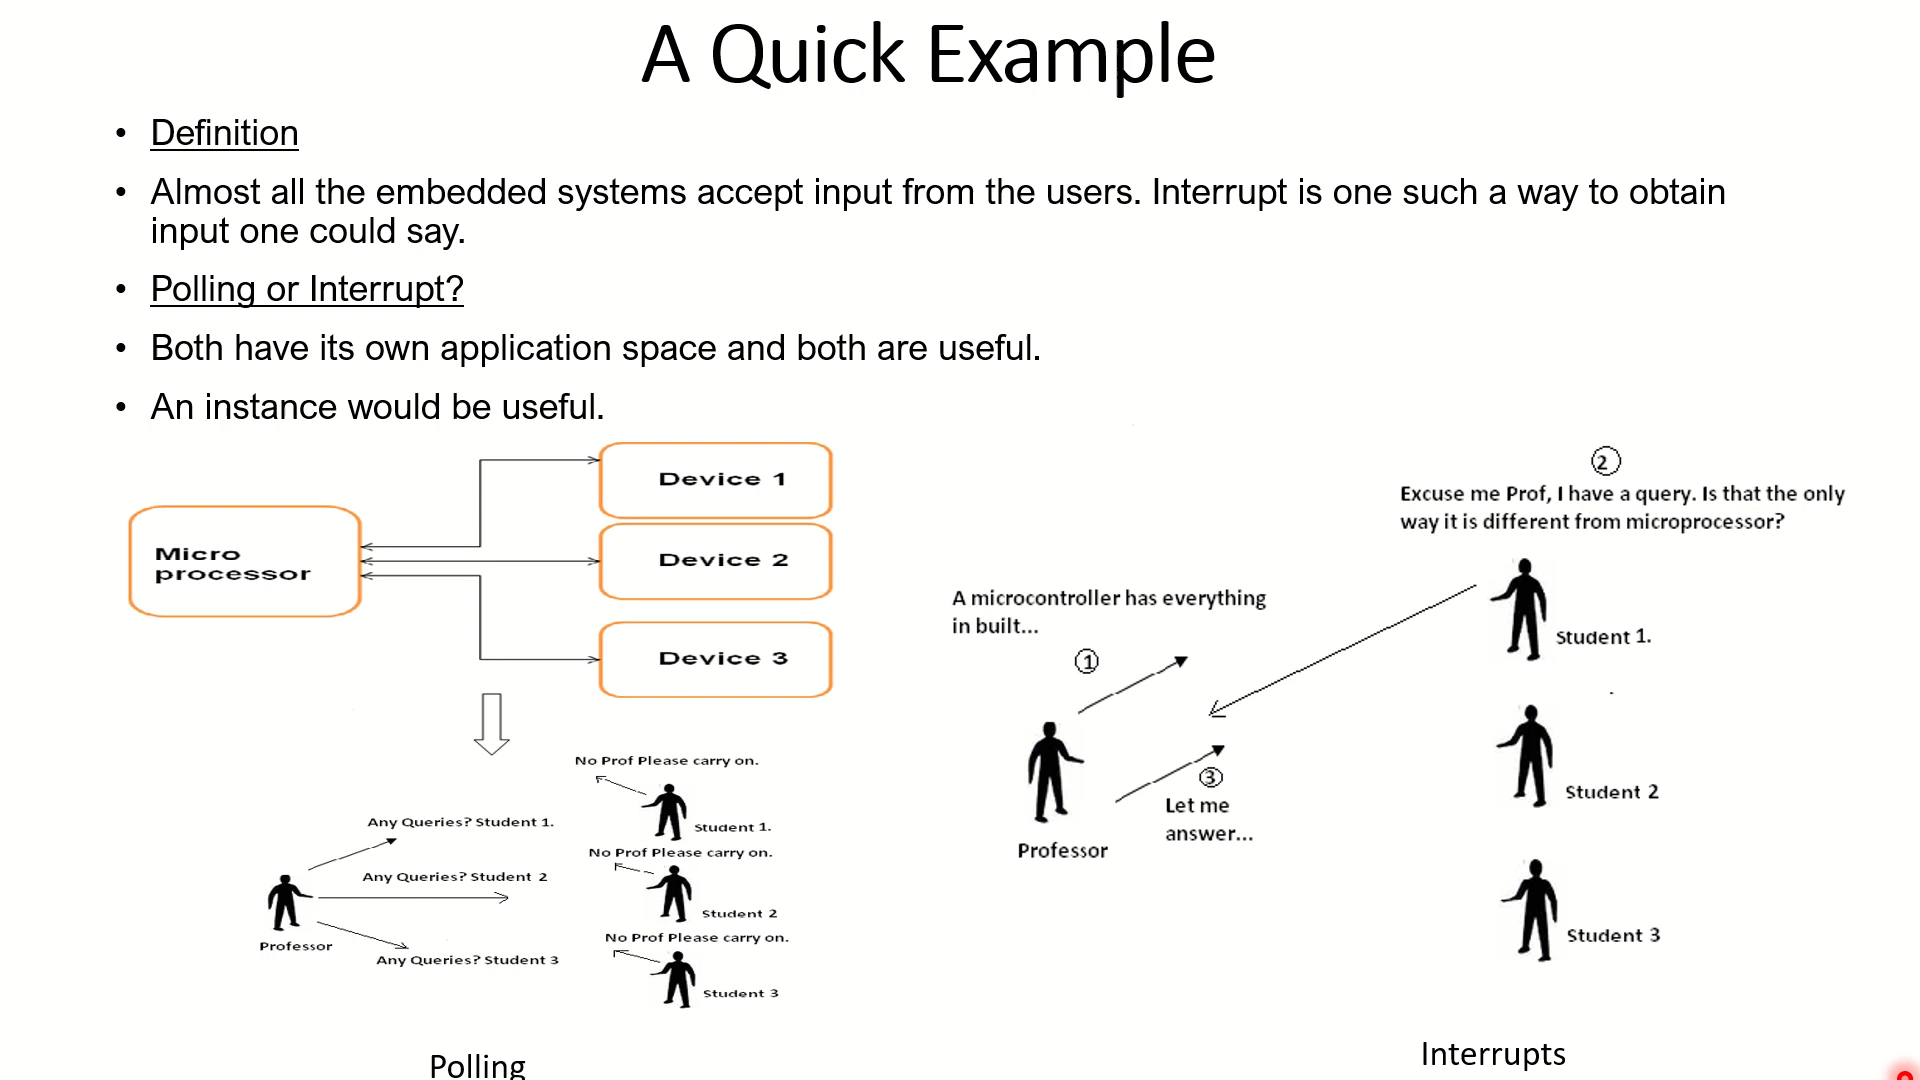 A Quick Example
• Definition
• Almost all the embedded systems accept input from the users. Interrupt is one such a way to obtain
input one could say.
• Polling or Interrupt?
• Both have its own application space and both are useful.
• An instance would be useful.
Micro
processor
Device 1
Device 2
Device 3
No Prof Please carry on.
Any Queries? Student 1.
Student 1.
No Prof Please carry on.
Any Queries? Student 2
Student 2
No Prof Please carry on.
Professor
Any Queries? Student 3
Student 3
Polling
2
Excuse me Prof, I have a query. Is that the only
way it is different from microprocessor?
A microcontroller has everything
in built...
1
Student 1.
3
Let me
answer...
Student 2
Professor
Student 3
Interrupts